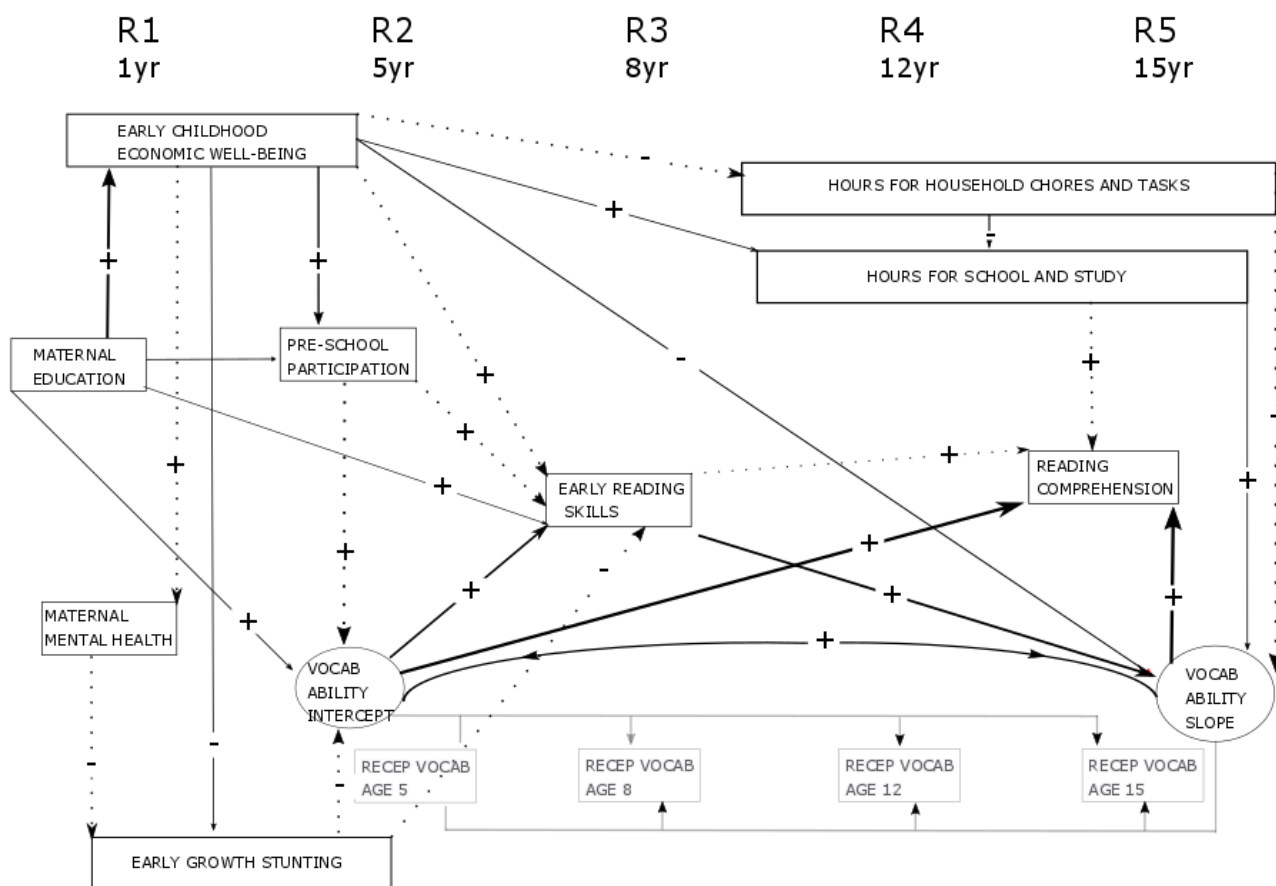 R1 R2 R3 R4 R5
1yr 5yr 8yr 12yr 15yr
EARLY CHILDHOOD
ECONOMIC WELL-BEING
-
HOURS FOR HOUSEHOLD CHORES AND TASKS
+
-
+
+
HOURS FOR SCHOOL AND STUDY
MATERNAL
EDUCATION
PRE-SCHOOL
PARTICIPATION
-
+
+
-
+
+
+
+
EARLY READING
SKILLS
READING
COMPREHENSION
+
+
+
-
+
+
+
MATERNAL
MENTAL HEALTH
+
+
VOCAB
ABILITY
INTERCEPT
VOCAB
ABILITY
SLOPE
-
-
-
RECEP VOCAB
AGE 5
RECEP VOCAB
AGE 8
RECEP VOCAB
AGE 12
RECEP VOCAB
AGE 15
EARLY GROWTH STUNTING